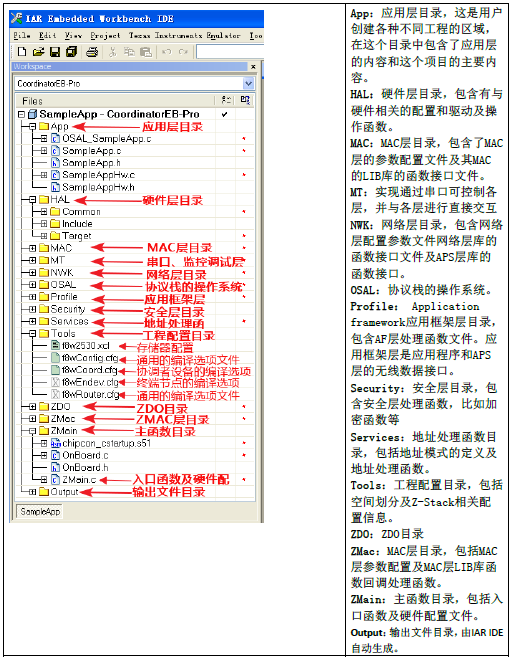 IAR Embedded Workbench IDE
File Edit View Project Texas Instruments Emulator Too
Workspace
CoordinatorEB-Pro
Files
SampleApp - CoordinatorEB-Pro
App 应用层目录
OSAL_SampleApp.c
SampleApp.c
SampleApp.h
SampleAppHw.c
SampleAppHw.h
HAL 硬件层目录
Common
Include
Target
MAC MAC层目录
MT 串口、监控调试层
NWK 网络层目录
OSAL 协议栈的操作系统
Profile 应用框架层
Security 安全层目录
Services 地址处理函
Tools 工程配置目录
f8w2530.xcl 存储器配置
f8wConfig.cfg 通用的编译选项文件
f8wCoord.cfg 协调者设备的编译选项
f8wEndev.cfg 终端节点的编译选项
f8wRouter.cfg 通用的编译选项文件
ZDO ZDO目录
ZMac ZMAC层目录
ZMain 主函数目录
chipcon_cstartup.s51
OnBoard.c
OnBoard.h
ZMain.c 入口函数及硬件配
Output 输出文件目录
SampleApp
App：应用层目录，这是用户
创建各种不同工程的区域，
在这个目录中包含了应用层
的内容和这个项目的主要内
容。
HAL：硬件层目录，包含有与
硬件相关的配置和驱动及操
作函数。
MAC：MAC层目录，包含了MAC
层的参数配置文件及其MAC
的LIB库的函数接口文件。
MT：实现通过串口可控制各
层，并与各层进行直接交互
NWK：网络层目录，包含网络
层配置参数文件网络层库的
函数接口文件及APS层库的
函数接口。
OSAL：协议栈的操作系统。
Profile： Application
framework应用框架层目录，
包含AF层处理函数文件。应
用框架层是应用程序和APS
层的无线数据接口。
Security：安全层目录，包
含安全层处理函数，比如加
密函数等
Services：地址处理函数目
录，包括地址模式的定义及
地址处理函数。
Tools：工程配置目录，包括
空间划分及Z-Stack相关配
置信息。
ZDO：ZDO目录
ZMac：MAC层目录，包括MAC
层参数配置及MAC层LIB库函
数回调处理函数。
ZMain：主函数目录，包括入
口函数及硬件配置文件。
Output：输出文件目录，由IAR IDE
自动生成。